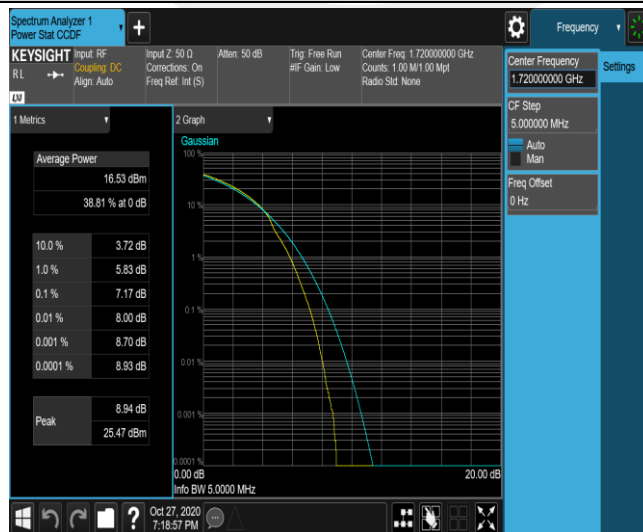 Spectrum Analyzer 1
Power Stat CCDF
Frequency
KEYSIGHT
RL
Input: RF
Coupling: DC
Align: Auto
Input Z: 50 Ω
Corrections: On
Freq Ref: Int (S)
Atten: 50 dB
Trig: Free Run
#IF Gain: Low
Center Freq: 1.720000000 GHz
Counts: 1.00 M/1.00 Mpt
Radio Std: None
LXI
1 Metrics
Average Power
16.53 dBm
38.81 % at 0 dB
10.0 % 3.72 dB
1.0 % 5.83 dB
0.1 % 7.17 dB
0.01 % 8.00 dB
0.001 % 8.70 dB
0.0001 % 8.93 dB
Peak
8.94 dB
25.47 dBm
2 Graph
Gaussian
100 %
10 %
1 %
0.1 %
0.01 %
0.001 %
0.0001 %
0.00 dB
20.00 dB
Info BW 5.0000 MHz
Center Frequency
1.720000000 GHz
Settings
CF Step
5.000000 MHz
Auto
Man
Freq Offset
0 Hz
?
Oct 27, 2020
7:18:57 PM